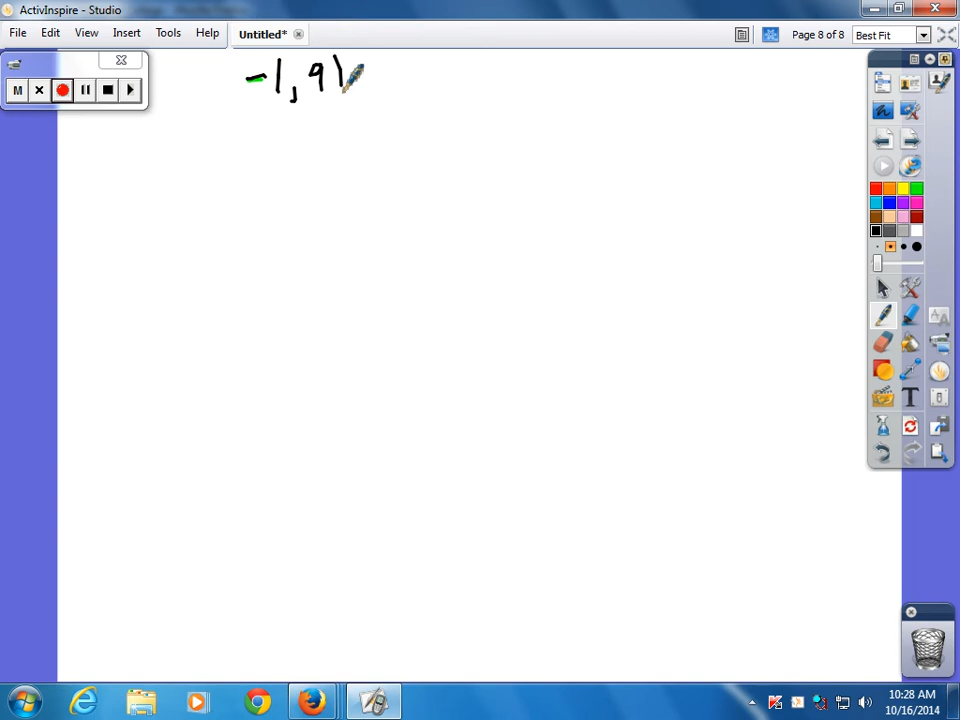 ActivInspire - Studio
File Edit View Insert Tools Help Untitled* Page 8 of 8 Best Fit
-1, 9)
M
T
AA
10:28 AM
10/16/2014